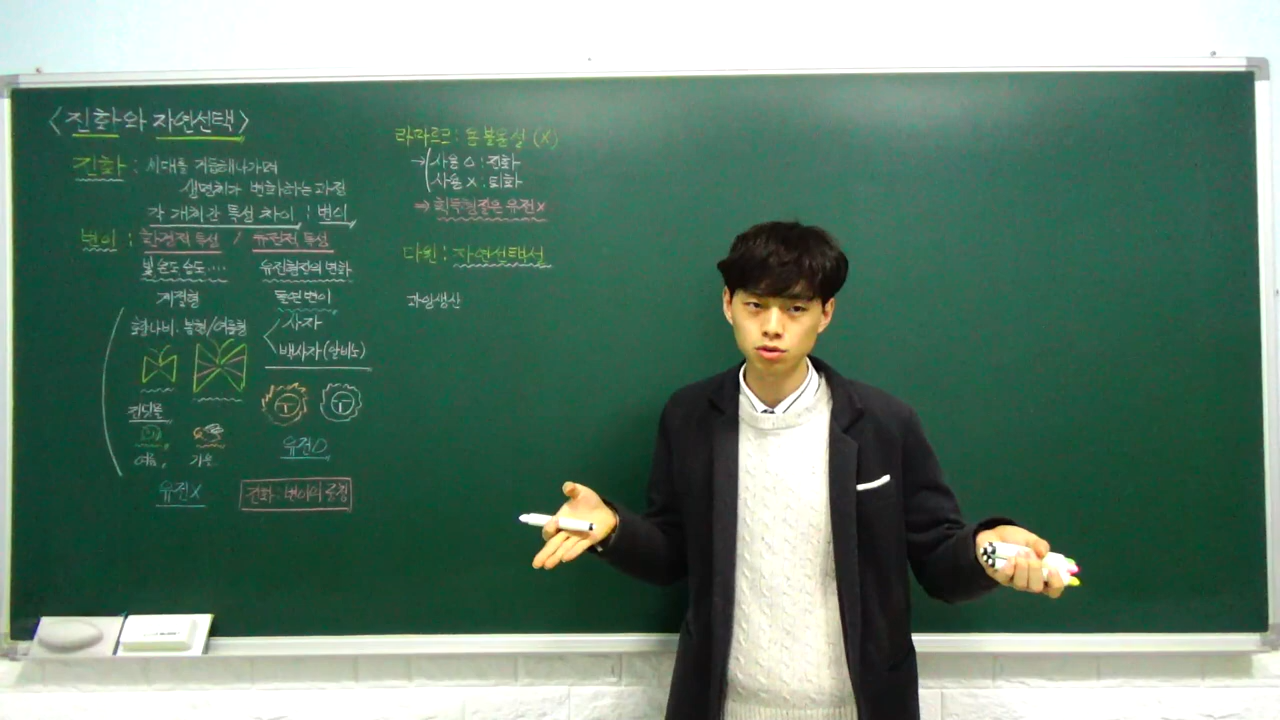 <진화와 자연선택>
진화 : 세대를 거듭해나가며
생명체가 변화하는 과정
각 개체간 특성 차이 : 변이
변이 : 환경적 특성 / 유전적 특성
빛 온도 습도····
유전형질의 변화
계절형
돌연변이
호랑나비 : 봄형/여름형
사자
백사자(알비노)
여름,
가을
유전X
유전O
진화 : 변이의 축적
라마르크 : 용불용설 (X)
→ 사용 O : 진화
사용 X : 퇴화
→ 획득형질은 유전X
다윈 : 자연선택설
과잉생산